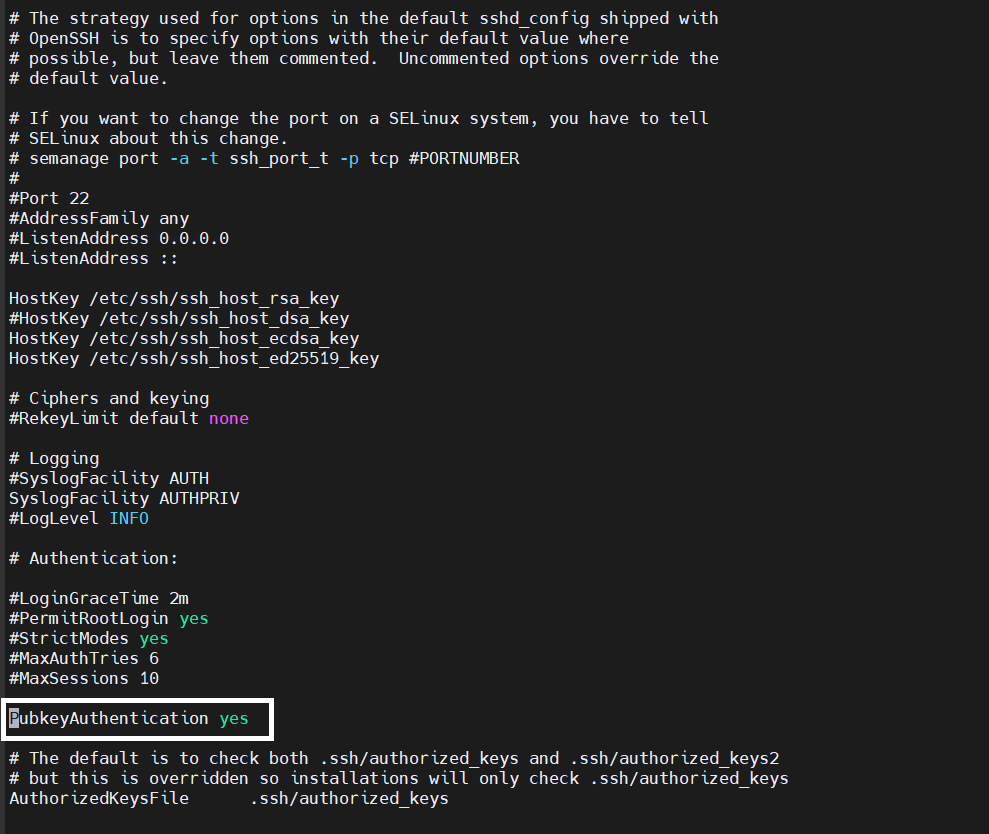 # The strategy used for options in the default sshd_config shipped with
# OpenSSH is to specify options with their default value where
# possible, but leave them commented.  Uncommented options override the
# default value.

# If you want to change the port on a SELinux system, you have to tell
# SELinux about this change.
# semanage port -a -t ssh_port_t -p tcp #PORTNUMBER
#
#Port 22
#AddressFamily any
#ListenAddress 0.0.0.0
#ListenAddress ::

HostKey /etc/ssh/ssh_host_rsa_key
#HostKey /etc/ssh/ssh_host_dsa_key
HostKey /etc/ssh/ssh_host_ecdsa_key
HostKey /etc/ssh/ssh_host_ed25519_key

# Ciphers and keying
#RekeyLimit default none

# Logging
#SyslogFacility AUTH
SyslogFacility AUTHPRIV
#LogLevel INFO

# Authentication:

#LoginGraceTime 2m
#PermitRootLogin yes
#StrictModes yes
#MaxAuthTries 6
#MaxSessions 10

PubkeyAuthentication yes

# The default is to check both .ssh/authorized_keys and .ssh/authorized_keys2
# but this is overridden so installations will only check .ssh/authorized_keys
AuthorizedKeysFile      .ssh/authorized_keys